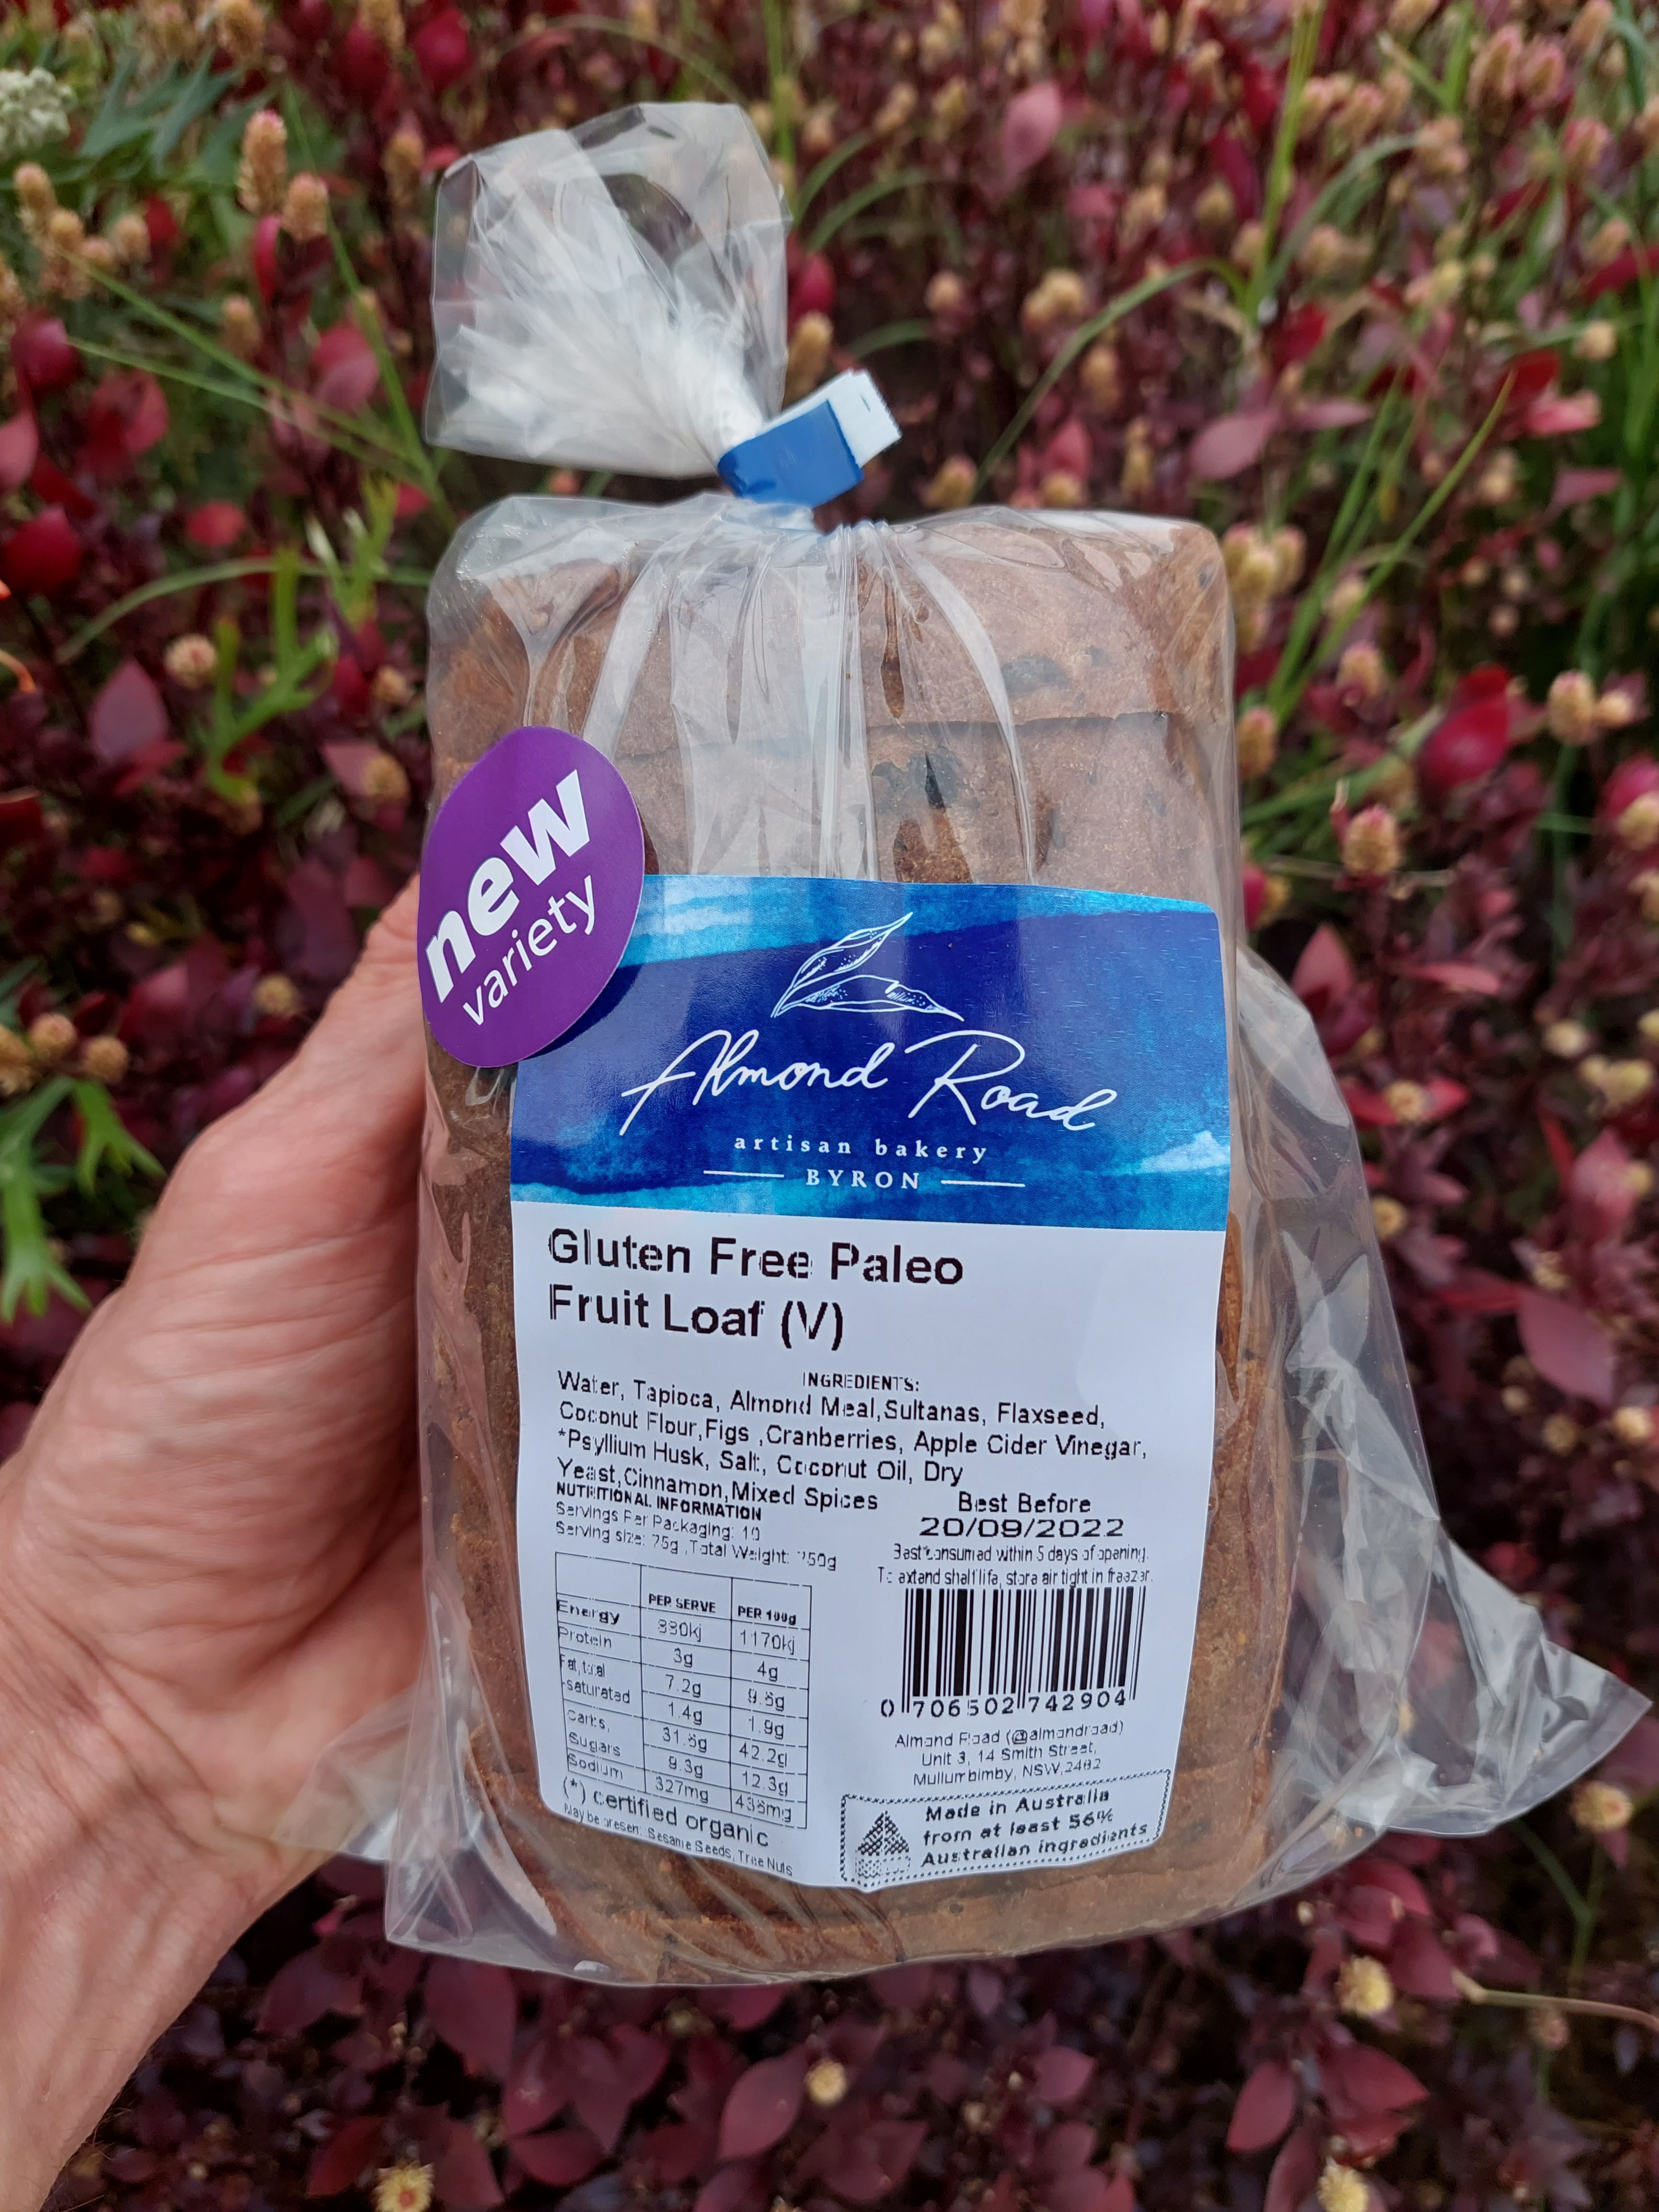 new
variety
Almond Road
artisan bakery
BYRON
Gluten Free Paleo
Fruit Loaf (V)
INGREDIENTS:
Water, Tapioca, Almond Meal,Sultanas, Flaxseed,
Coconut Flour,Figs ,Cranberries, Apple Cider Vinegar,
*Psyllium Husk, Salt, Coconut Oil, Dry
Yeast,Cinnamon,Mixed Spices
NUTRITIONAL INFORMATION
Servings Per Packaging: 10
Serving size: 75g ,Total Weight: 750g
Best Before
20/09/2022
Best consumed within 5 days of opening.
To extend shelf life, store air tight in freezer.
PER SERVE PER 100g
Energy 880kj 1170kj
Protein 3g 4g
Fat,total 7.2g 9.6g
-saturated 1.4g 1.9g
Carbs, 31.6g 42.2g
Sugars 9.3g 12.3g
Sodium 327mg 436mg
(*) certified organic
May be present: Sesame Seeds, Tree Nuts
0 706502 742904
Almond Road (@almondroad)
Unit 3, 14 Smith Street,
Mullumbimby, NSW,2482
Made in Australia
from at least 56%
Australian ingredients